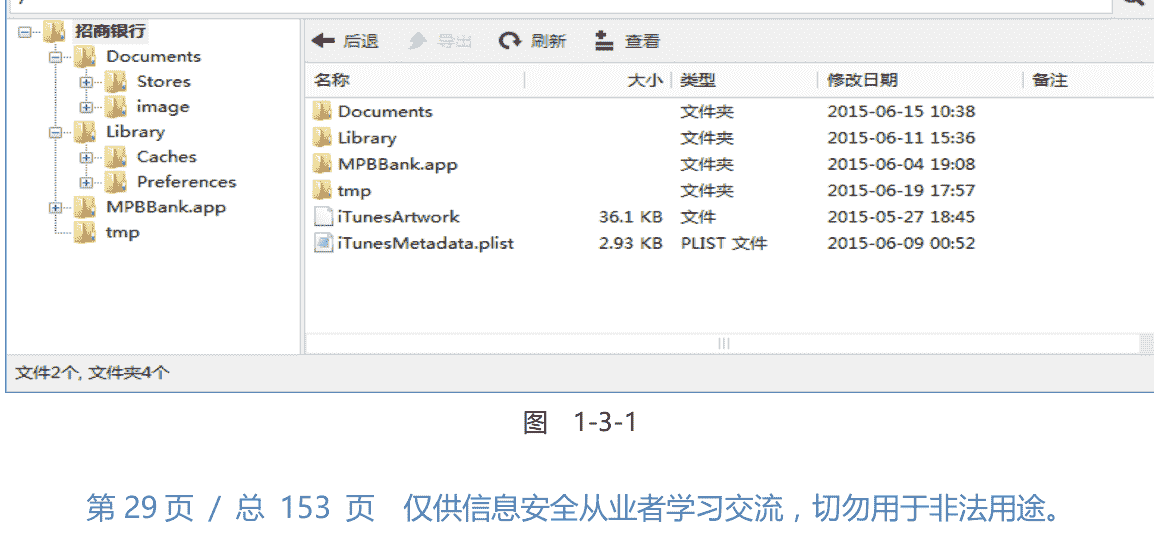 招商银行
Documents
Stores
image
Library
Caches
Preferences
MPBBank.app
tmp
后退 导出 刷新 查看
名称 大小 类型 修改日期 备注
Documents 文件夹 2015-06-15 10:38
Library 文件夹 2015-06-11 15:36
MPBBank.app 文件夹 2015-06-04 19:08
tmp 文件夹 2015-06-19 17:57
iTunesArtwork 36.1 KB 文件 2015-05-27 18:45
iTunesMetadata.plist 2.93 KB PLIST 文件 2015-06-09 00:52
文件2个, 文件夹4个
图 1-3-1
第 29 页 / 总 153 页 仅供信息安全从业者学习交流，切勿用于非法用途。